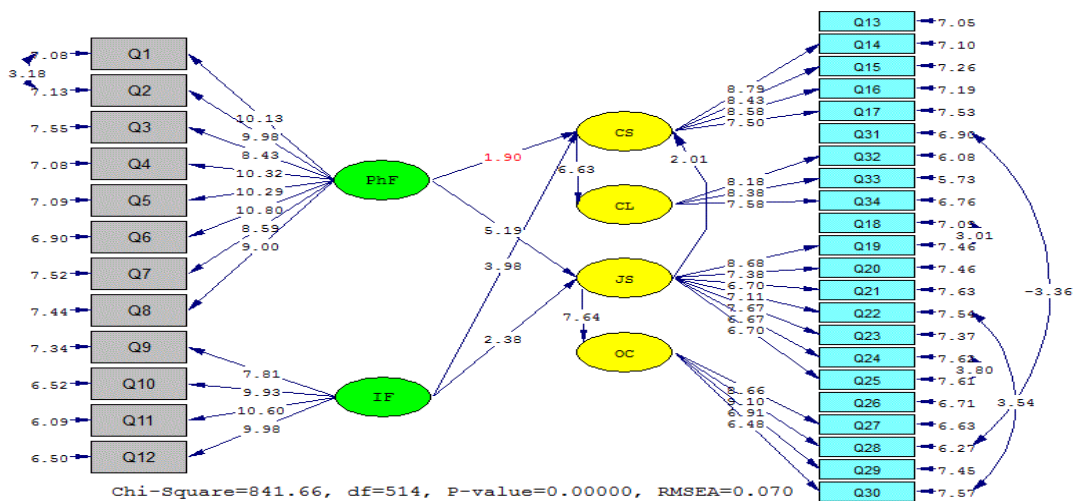 Q1
Q2
Q3
Q4
Q5
Q6
Q7
Q8
Q9
Q10
Q11
Q12
7.08
3.18
7.13
7.55
7.08
7.09
6.90
7.52
7.44
7.34
6.52
6.09
6.50
10.13
9.98
8.43
10.32
10.29
10.80
8.59
9.00
7.81
9.93
10.60
9.98
PhF
IF
1.90
5.19
3.98
2.38
CS
CL
JS
OC
6.63
7.64
2.01
8.79
8.43
8.58
7.50
8.18
8.38
7.58
8.68
7.38
6.70
7.11
7.67
6.67
6.70
8.66
9.10
6.91
6.48
Q13 7.05
Q14 7.10
Q15 7.26
Q16 7.19
Q17 7.53
Q31 6.90
Q32 6.08
Q33 5.73
Q34 6.76
Q18 7.09
3.01
Q19 7.46
Q20 7.46
Q21 7.63
-3.36
Q22 7.54
Q23 7.37
Q24
3.80
Q25 7.61
Q26 6.71
3.54
Q27 6.63
Q28 6.27
Q29 7.45
Q30 7.57
Chi-Square=841.66, df=514, P-value=0.00000, RMSEA=0.070